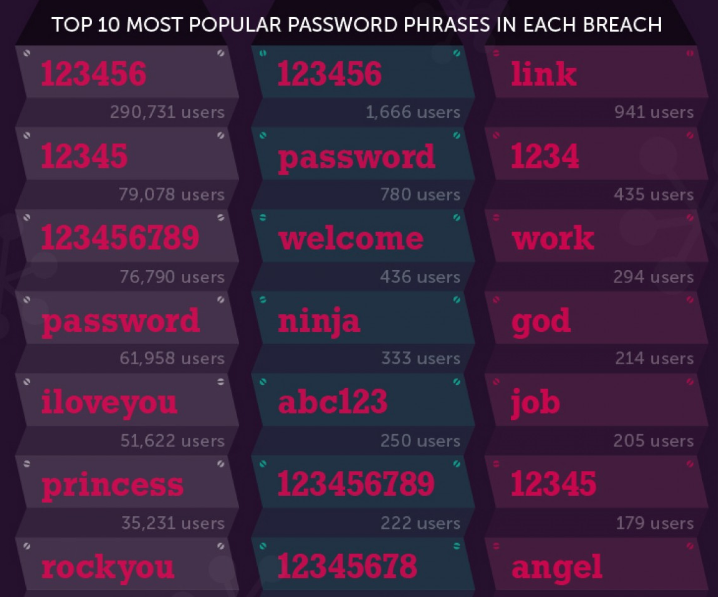 TOP 10 MOST POPULAR PASSWORD PHRASES IN EACH BREACH
123456
290,731 users
12345
79,078 users
123456789
76,790 users
password
61,958 users
iloveyou
51,622 users
princess
35,231 users
rockyou
123456
1,666 users
password
780 users
welcome
436 users
ninja
333 users
abc123
250 users
123456789
222 users
12345678
link
941 users
1234
435 users
work
294 users
god
214 users
job
205 users
12345
179 users
angel